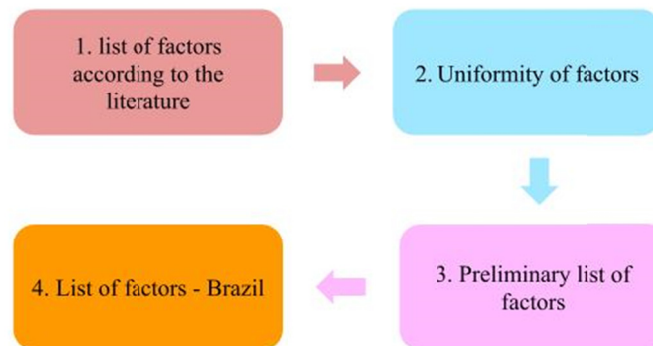 1. list of factors
according to the
literature
2. Uniformity of factors
3. Preliminary list of
factors
4. List of factors - Brazil